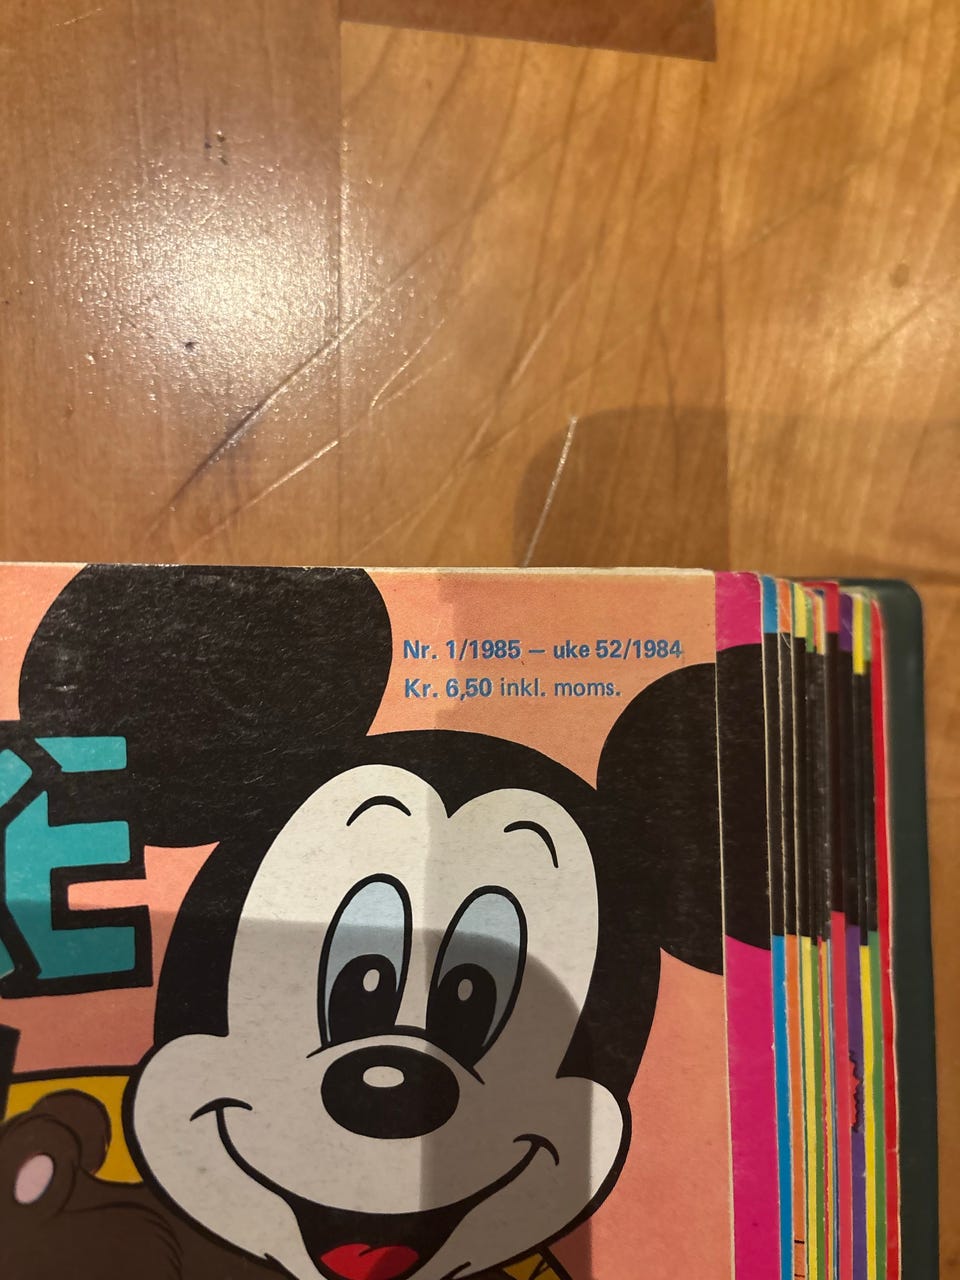 Nr. 1/1985 – uke 52/1984
Kr. 6,50 inkl. moms.